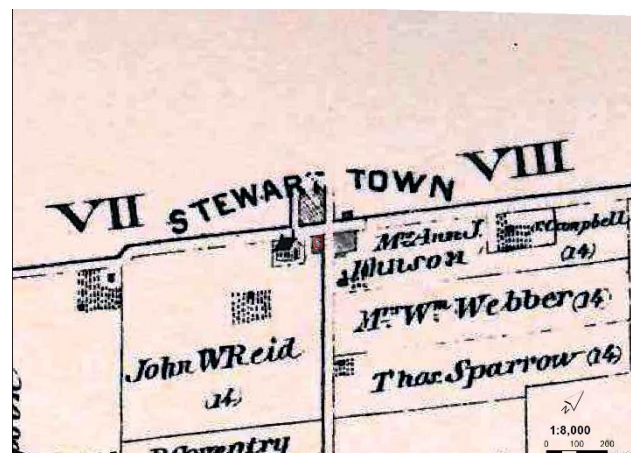 VII STEWART TOWN VIII
Mrs Ann J.
Campbell
(14)
Mrs Wm Webber (14)
John W Reid
(14)
Thos. Sparrow (14)
Coventry
N
1:8,000
0 100 200